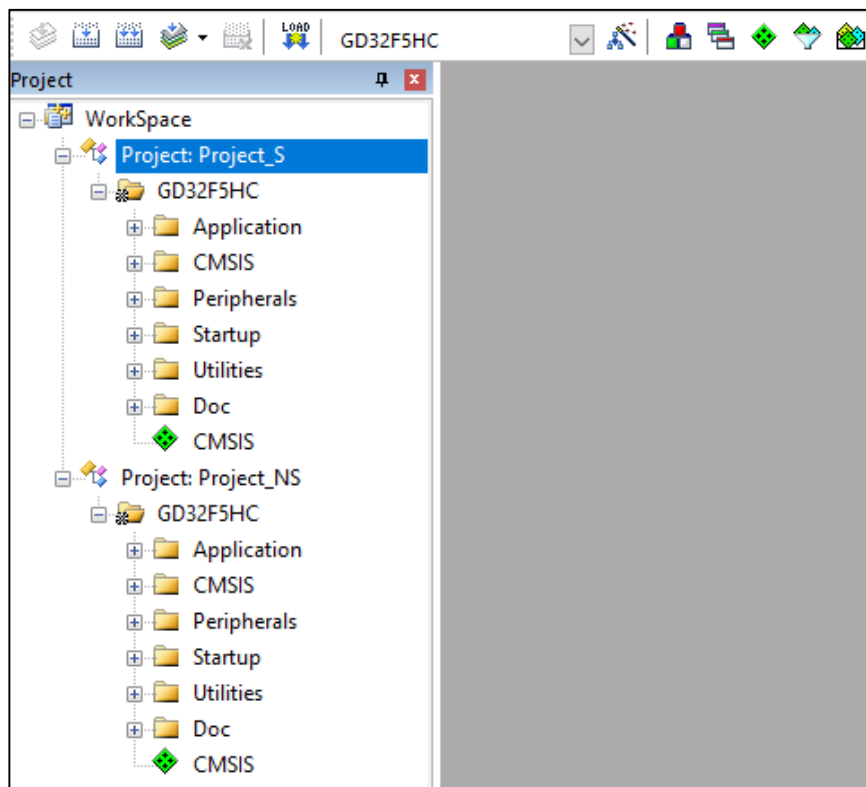 LOAD
GD32F5HC
Project
WorkSpace
Project: Project_S
GD32F5HC
Application
CMSIS
Peripherals
Startup
Utilities
Doc
CMSIS
Project: Project_NS
GD32F5HC
Application
CMSIS
Peripherals
Startup
Utilities
Doc
CMSIS